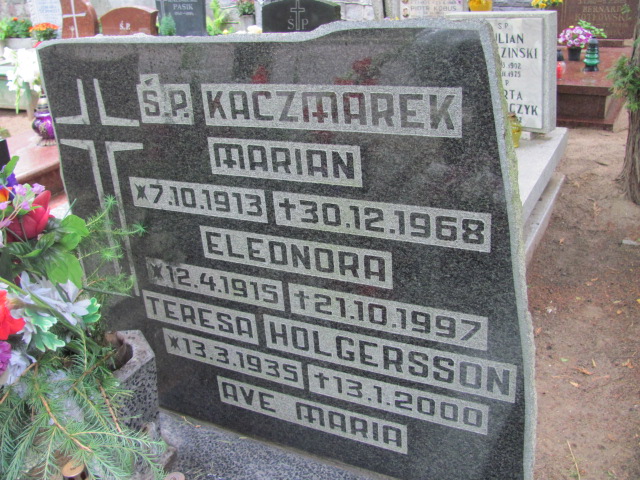 Ś.P. KACZMAREK
MARIAN
*7.10.1913 †30.12.1968
ELEONORA
*12.4.1915 †21.10.1997
TERESA HOLGERSSON
*13.3.1935 †13.1.2000
AVE MARIA
PASIK
Ś.P.